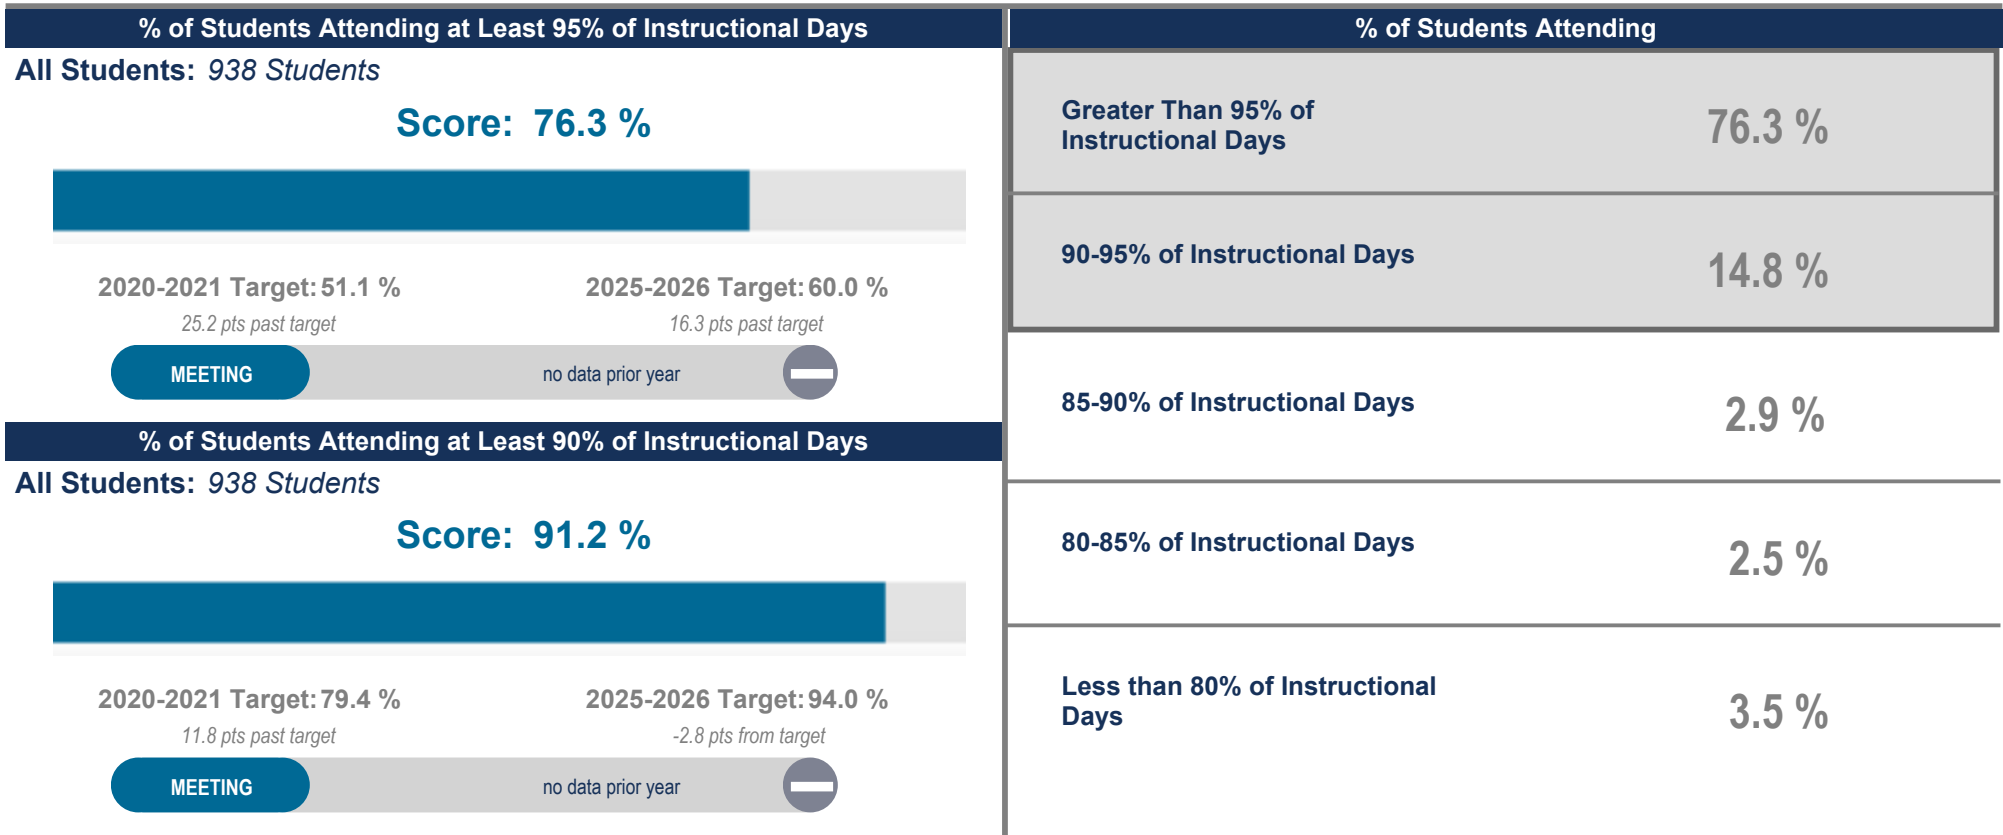 % of Students Attending at Least 95% of Instructional Days
All Students: 938 Students
Score: 76.3 %
2020-2021 Target: 51.1 %
25.2 pts past target
2025-2026 Target: 60.0 %
16.3 pts past target
MEETING
no data prior year
% of Students Attending at Least 90% of Instructional Days
All Students: 938 Students
Score: 91.2 %
2020-2021 Target: 79.4 %
11.8 pts past target
2025-2026 Target: 94.0 %
-2.8 pts from target
MEETING
no data prior year
% of Students Attending
Greater Than 95% of
Instructional Days
76.3 %
90-95% of Instructional Days
14.8 %
85-90% of Instructional Days
2.9 %
80-85% of Instructional Days
2.5 %
Less than 80% of Instructional
Days
3.5 %